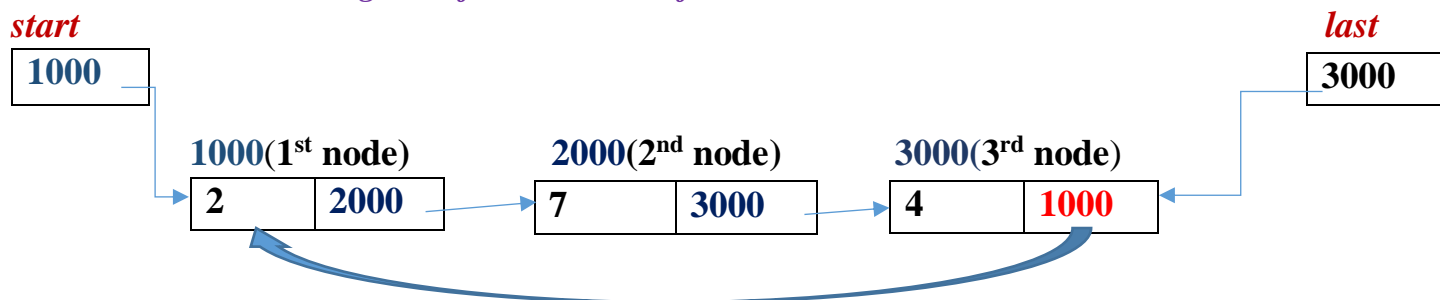 start
last
1000
3000
1000(1st node)
2000(2nd node)
3000(3rd node)
2 2000
7 3000
4 1000